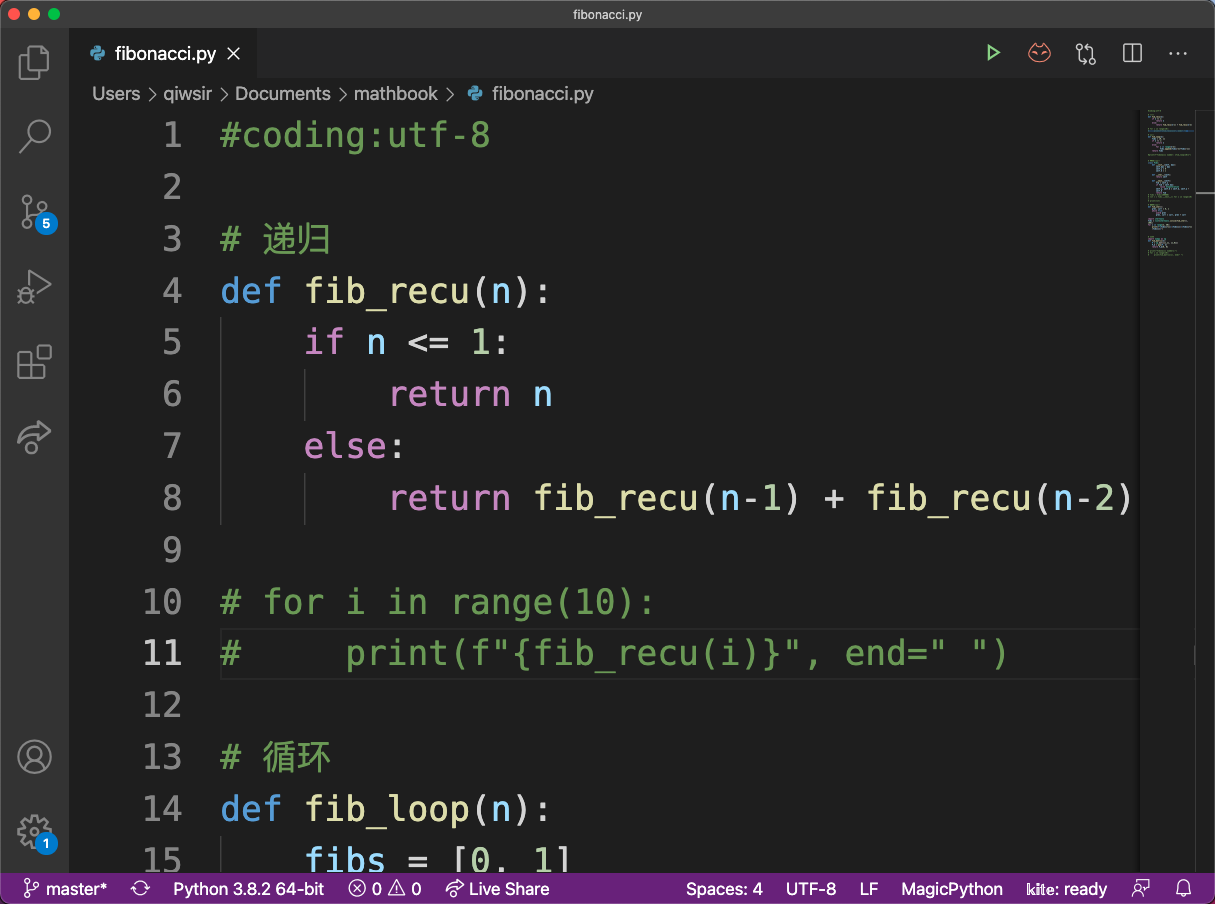 fibonacci.py
fibonacci.py
Users > qiwsir > Documents > mathbook > fibonacci.py
1 #coding:utf-8
2
3 # 递归
4 def fib_recu(n):
5     if n <= 1:
6         return n
7     else:
8         return fib_recu(n-1) + fib_recu(n-2)
9
10 # for i in range(10):
11 #     print(f"{fib_recu(i)}", end=" ")
12
13 # 循环
14 def fib_loop(n):
15     fibs = [0, 1]
5
1
master* Python 3.8.2 64-bit 0 0 Live Share Spaces: 4 UTF-8 LF MagicPython kite: ready